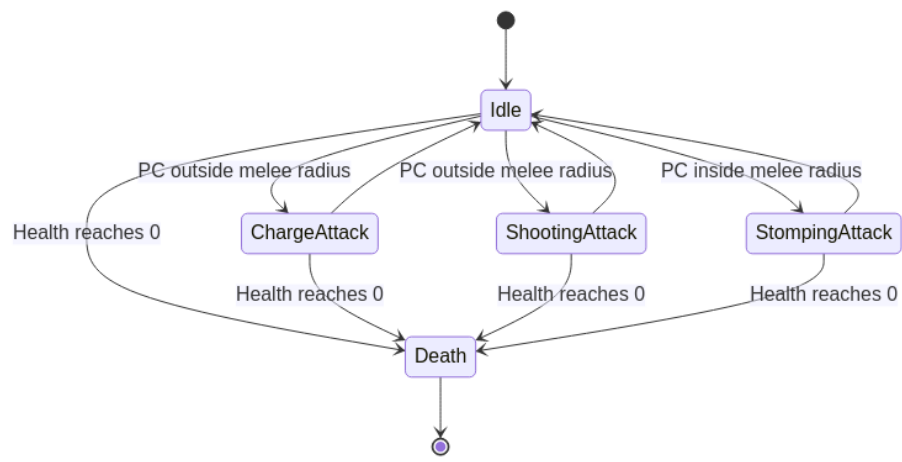 Idle
PC outside melee radius
PC outside melee radius
PC inside melee radius
Health reaches 0
ChargeAttack
ShootingAttack
StompingAttack
Health reaches 0
Health reaches 0
Health reaches 0
Death